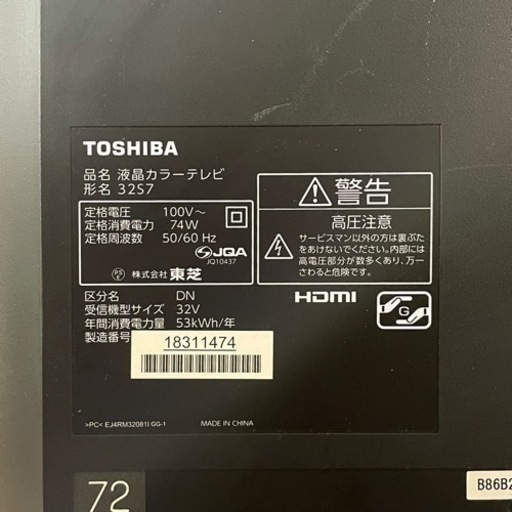 TOSHIBA
品名 液晶カラーテレビ
形名 32S7
定格電圧 100V～
定格消費電力 74W
定格周波数 50/60 Hz
JQA
JQ10437
PS 株式会社 東芝
警告
高圧注意
サービスマン以外の方は裏ぶた
をあけないでください。内部には
高電圧部分が数多くあり、万一
さわると危険です。
区分名 DN
受信機型サイズ 32V
年間消費電力量 53kWh/年
製造番号
18311474
HDMI
G
>PC< EJ4RM32081I GG-1
MADE IN CHINA
72
B86B2